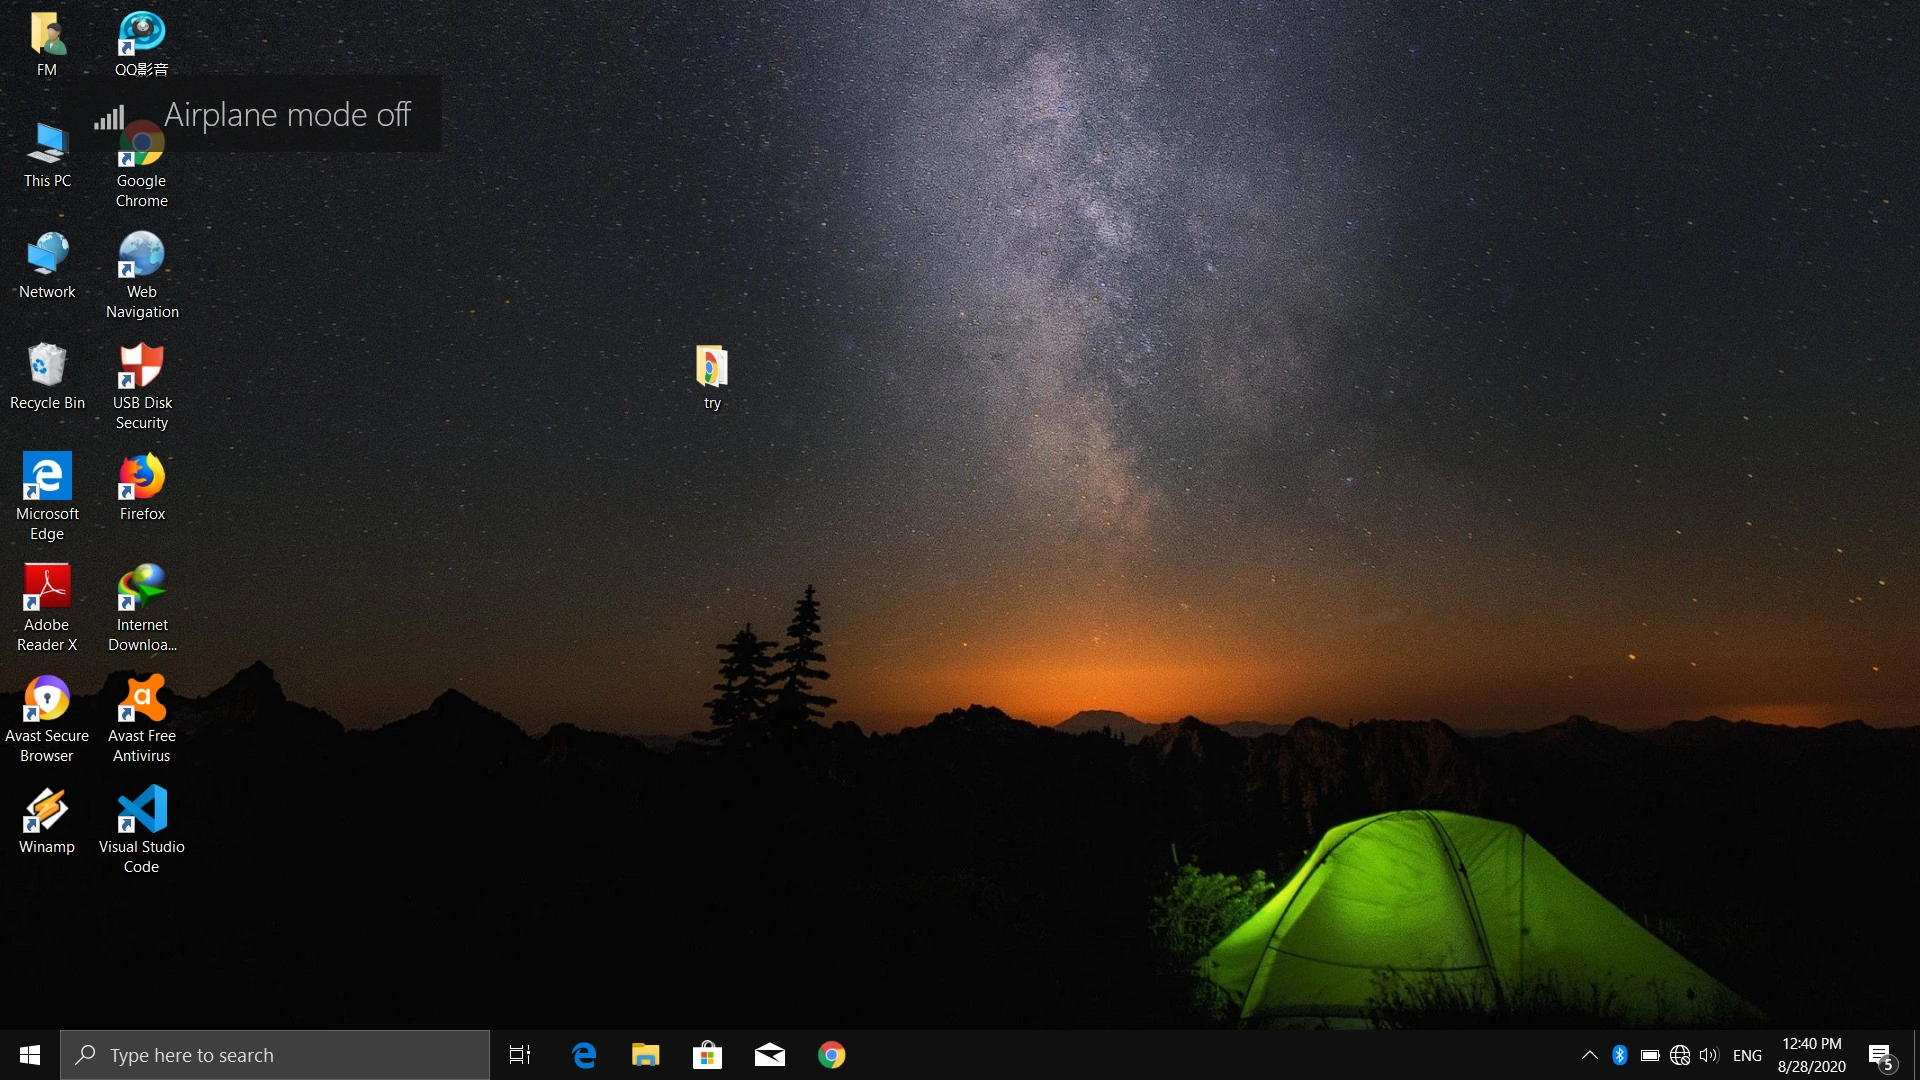 FM
QQ影音
Airplane mode off
This PC
Google
Chrome
Network
Web
Navigation
Recycle Bin
USB Disk
Security
try
Microsoft
Edge
Firefox
Adobe
Reader X
Internet
Downloa...
Avast Secure
Browser
Avast Free
Antivirus
Winamp
Visual Studio
Code
Type here to search
ENG
12:40 PM
8/28/2020
5